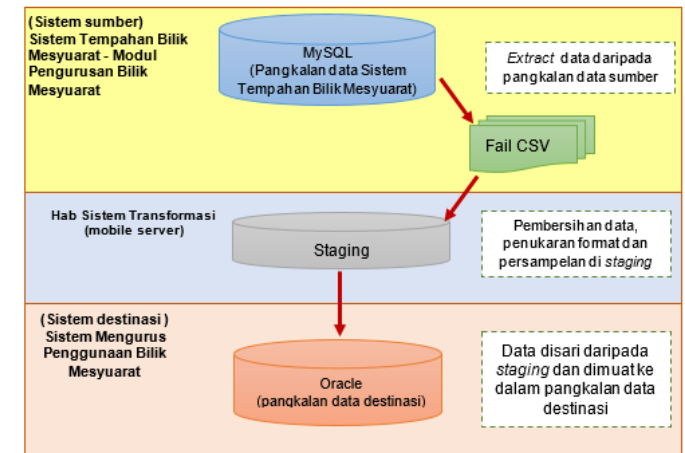 (Sistem sumber)
Sistem Tempahan Bilik
Mesyuarat - Modul
Pengurusan Bilik
Mesyuarat
MySQL
(Pangkalan data Sistem
Tempahan Bilik Mesyuarat)
Extract data daripada
pangkalan data sumber
Fail CSV
Hab Sistem Transformasi
(mobile server)
Staging
Pembersihan data,
penukaran format dan
persampelan di staging
(Sistem destinasi)
Sistem Mengurus
Penggunaan Bilik
Mesyuarat
Oracle
(pangkalan data destinasi)
Data disari daripada
staging dan dimuat ke
dalam pangkalan data
destinasi